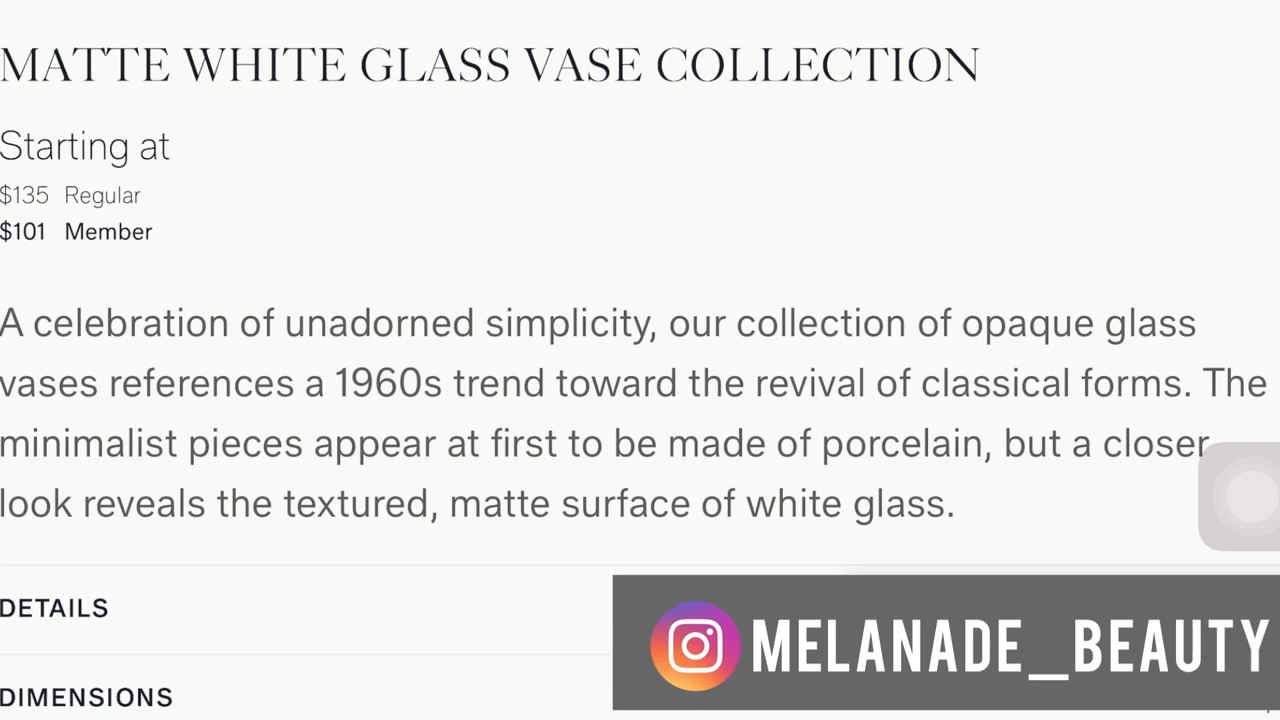 MATTE WHITE GLASS VASE COLLECTION
Starting at
$135 Regular
$101 Member
A celebration of unadorned simplicity, our collection of opaque glass
vases references a 1960s trend toward the revival of classical forms. The
minimalist pieces appear at first to be made of porcelain, but a closer
look reveals the textured, matte surface of white glass.
DETAILS
DIMENSIONS
MELANADE_BEAUTY